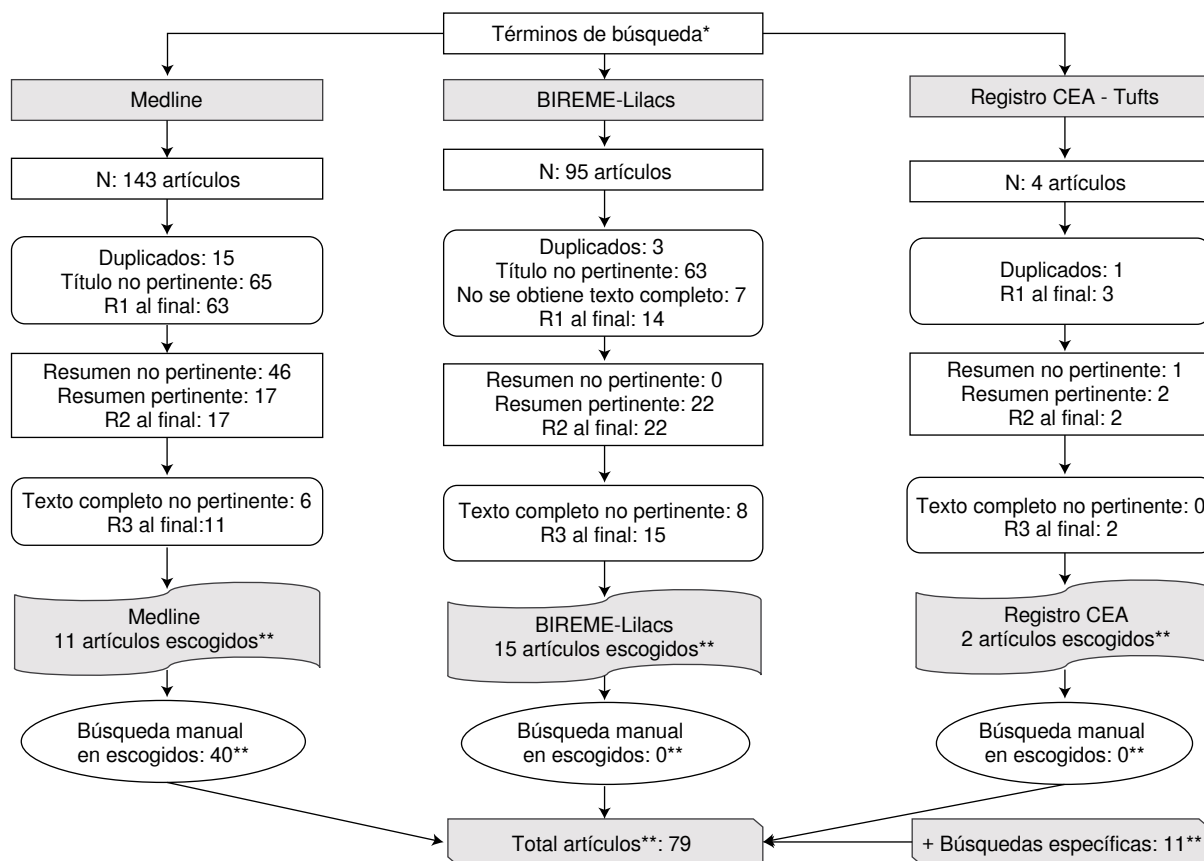 Términos de búsqueda*
Medline
BIREME-Lilacs
Registro CEA - Tufts
N: 143 artículos
N: 95 artículos
N: 4 artículos
Duplicados: 15
Título no pertinente: 65
R1 al final: 63
Duplicados: 3
Título no pertinente: 63
No se obtiene texto completo: 7
R1 al final: 14
Duplicados: 1
R1 al final: 3
Resumen no pertinente: 46
Resumen pertinente: 17
R2 al final: 17
Resumen no pertinente: 0
Resumen pertinente: 22
R2 al final: 22
Resumen no pertinente: 1
Resumen pertinente: 2
R2 al final: 2
Texto completo no pertinente: 6
R3 al final:11
Texto completo no pertinente: 8
R3 al final: 15
Texto completo no pertinente: 0
R3 al final: 2
Medline
11 artículos escogidos**
BIREME-Lilacs
15 artículos escogidos**
Registro CEA
2 artículos escogidos**
Búsqueda manual
en escogidos: 40**
Búsqueda manual
en escogidos: 0**
Búsqueda manual
en escogidos: 0**
Total artículos**: 79
+ Búsquedas específicas: 11**